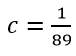 c = 1/89